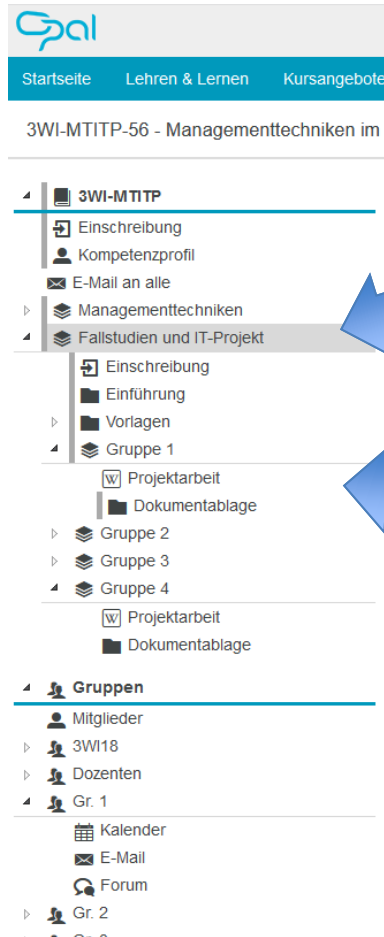 Opal
Startseite Lehren & Lernen Kursangebote
3WI-MTITP-56 - Managementtechniken im
3WI-MTITP
Einschreibung
Kompetenzprofil
E-Mail an alle
Managementtechniken
Fallstudien und IT-Projekt
Einschreibung
Einführung
Vorlagen
Gruppe 1
W Projektarbeit
Dokumentablage
Gruppe 2
Gruppe 3
Gruppe 4
W Projektarbeit
Dokumentablage
Gruppen
Mitglieder
3WI18
Dozenten
Gr. 1
Kalender
E-Mail
Forum
Gr. 2